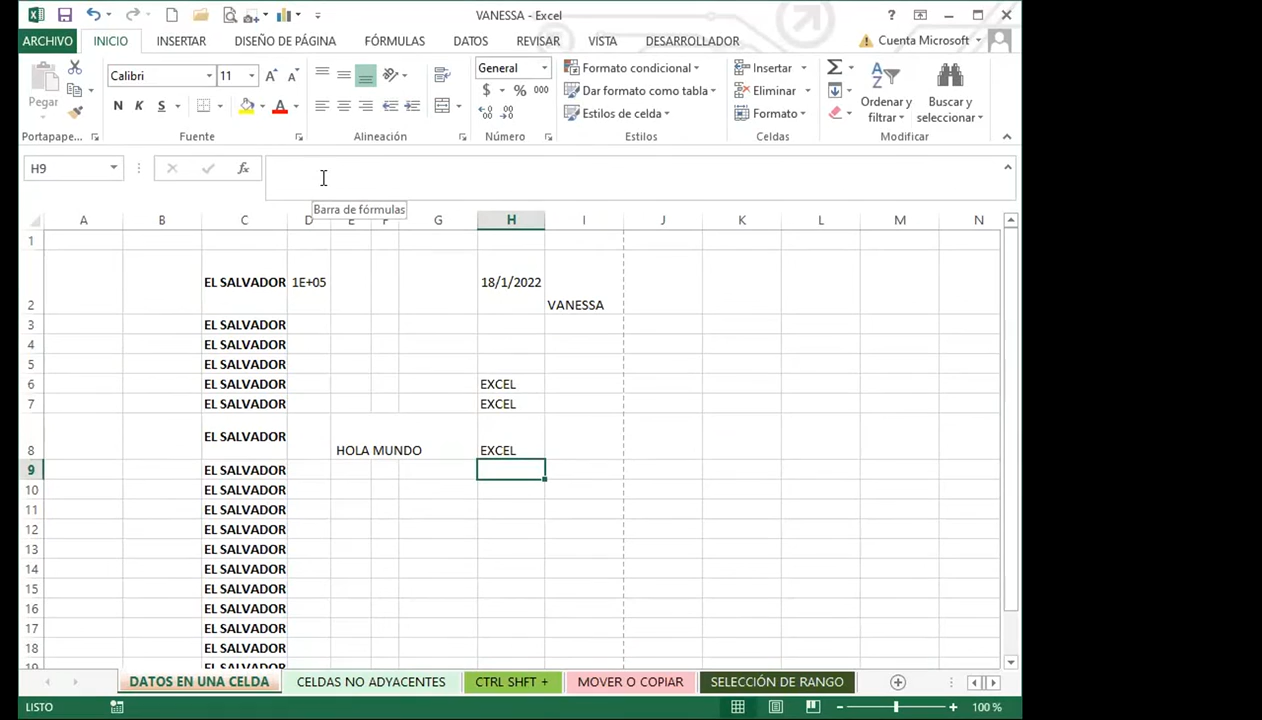 VANESSA - Excel
?
ARCHIVO INICIO INSERTAR DISEÑO DE PÁGINA FÓRMULAS DATOS REVISAR VISTA DESARROLLADOR Cuenta Microsoft
Pegar
Calibri 11
N K S
General
$ % 000
Formato condicional
Dar formato como tabla
Estilos de celda
Insertar
Eliminar
Formato
Ordenar y filtrar
Buscar y seleccionar
Portapape... Fuente Alineación Número Estilos Celdas Modificar
H9 fx
Barra de fórmulas
A B C D E F G H I J K L M N
1
2 EL SALVADOR 1E+05 18/1/2022 VANESSA
3 EL SALVADOR
4 EL SALVADOR
5 EL SALVADOR
6 EL SALVADOR EXCEL
7 EL SALVADOR EXCEL
8 EL SALVADOR HOLA MUNDO EXCEL
9 EL SALVADOR
10 EL SALVADOR
11 EL SALVADOR
12 EL SALVADOR
13 EL SALVADOR
14 EL SALVADOR
15 EL SALVADOR
16 EL SALVADOR
17 EL SALVADOR
18 EL SALVADOR
19 EL SALVADOR
DATOS EN UNA CELDA CELDAS NO ADYACENTES CTRL SHFT + MOVER O COPIAR SELECCIÓN DE RANGO
LISTO 100 %